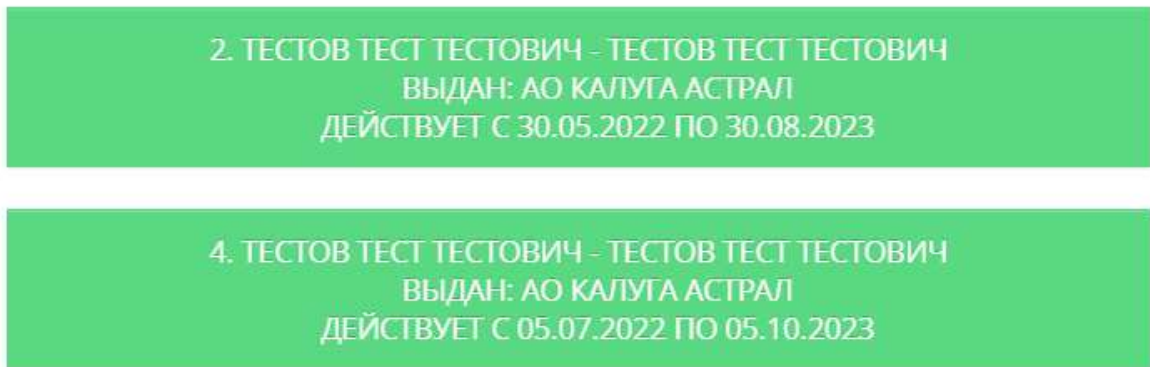 2. ТЕСТОВ ТЕСТ ТЕСТОВИЧ - ТЕСТОВ ТЕСТ ТЕСТОВИЧ
ВЫДАН: АО КАЛУГА АСТРАЛ
ДЕЙСТВУЕТ С 30.05.2022 ПО 30.08.2023
4. ТЕСТОВ ТЕСТ ТЕСТОВИЧ - ТЕСТОВ ТЕСТ ТЕСТОВИЧ
ВЫДАН: АО КАЛУГА АСТРАЛ
ДЕЙСТВУЕТ С 05.07.2022 ПО 05.10.2023